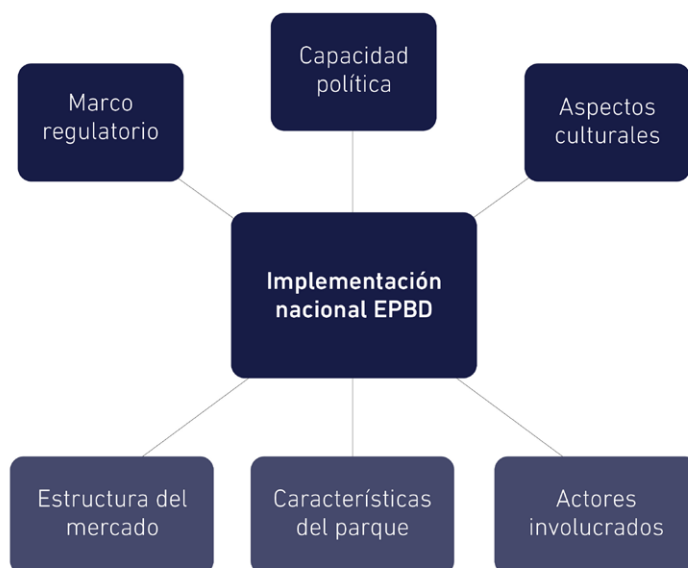 Capacidad
política
Marco
regulatorio
Aspectos
culturales
Implementación
nacional EPBD
Estructura del
mercado
Características
del parque
Actores
involucrados